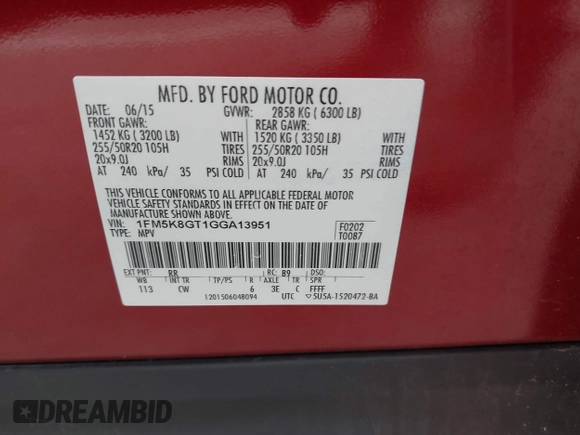 MFD. BY FORD MOTOR CO.
DATE: 06/15 GVWR: 2858 KG ( 6300 LB)
FRONT GAWR: REAR GAWR:
1452 KG ( 3200 LB) WITH 1520 KG ( 3350 LB) WITH
255/50R20 105H TIRES 255/50R20 105H TIRES
20x9.0J RIMS 20x9.0J RIMS
AT 240 kPa/ 35 PSI COLD AT 240 kPa/ 35 PSI COLD
THIS VEHICLE CONFORMS TO ALL APPLICABLE FEDERAL MOTOR
VEHICLE SAFETY STANDARDS IN EFFECT ON THE DATE OF
MANUFACTURE SHOWN ABOVE.
VIN: 1FM5K8GT1GGA13951 F0202
TYPE: MPV T0087
EXT PNT: RR RC: 89 DSO:
WB INT TR TP/PS R AXLE TR SPR
113 CW 6 3E C FFFF
1201506048094 UTC ▽5U5A-1520472-BA
DREAMBID